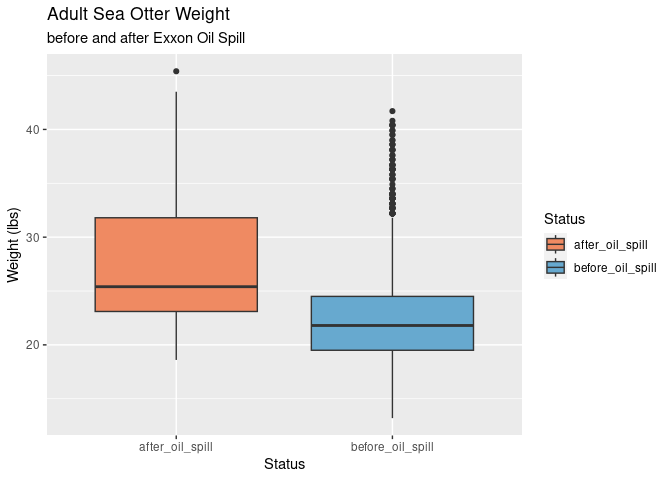 Adult Sea Otter Weight
before and after Exxon Oil Spill
40
30
20
Weight (lbs)
after_oil_spill
before_oil_spill
Status
Status
after_oil_spill
before_oil_spill